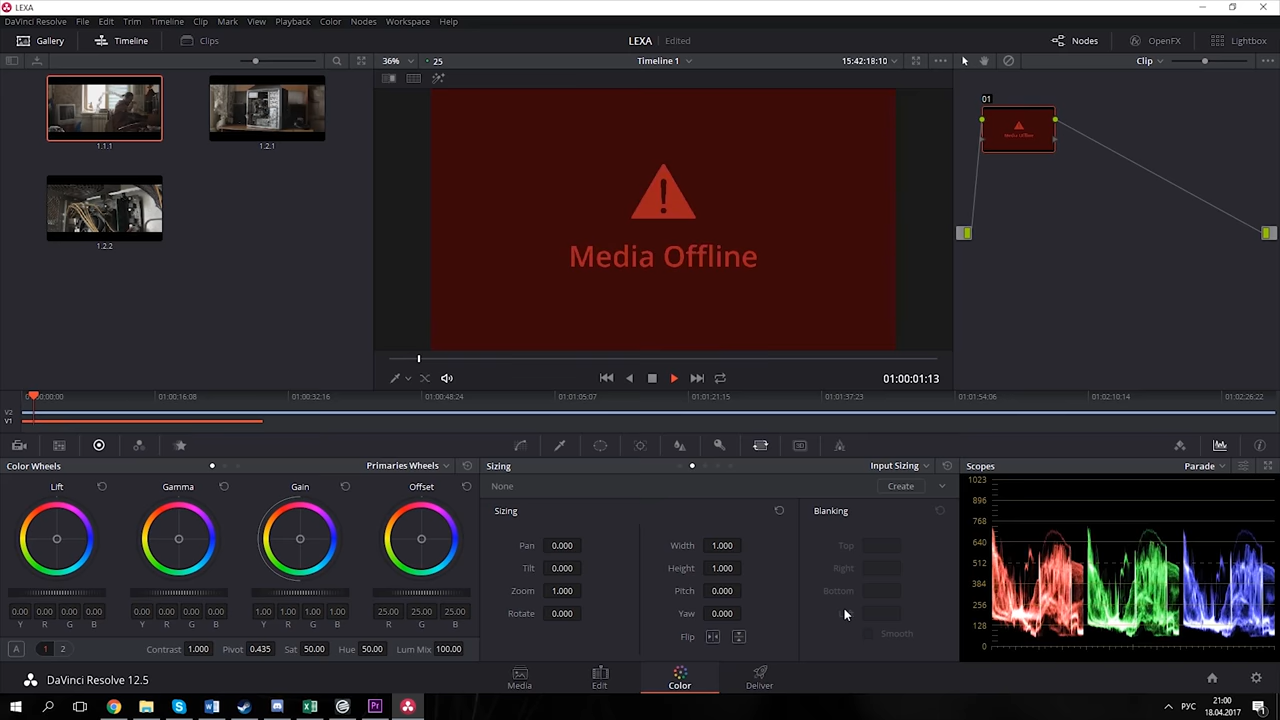 LEXA
DaVinci Resolve File Edit Trim Timeline Clip Mark View Playback Color Nodes Workspace Help
Gallery Timeline Clips LEXA Edited Nodes OpenFX Lightbox
36% 25 Timeline 1 15:42:18:10 Clip
01
1.1.1 1.2.1
Media Offline
Media Offline
1.2.2
01:00:01:13
00:00:00 01:00:16:08 01:00:32:16 01:00:48:24 01:01:05:07 01:01:21:15 01:01:37:23 01:01:54:06 01:02:10:14 01:02:26:22
V2
V1
Color Wheels Primaries Wheels Sizing Input Sizing Scopes Parade
Lift Gamma Gain Offset None Create
Sizing Blanking
Pan 0.000 Width 1.000 Top
Tilt 0.000 Height 1.000 Right
Zoom 1.000 Pitch 0.000 Bottom
Rotate 0.000 Yaw 0.000
Flip Smooth
0.00 0.00 0.00 0.00 0.00 0.00 0.00 0.00 1.00 1.00 1.00 1.00 25.00 25.00 25.00
Y R G B Y R G B Y R G B R G B
A 1 2 Contrast 1.000 Pivot 0.435 Sat 50.00 Hue 50.00 Lum Mix 100.00
1023
896
768
640
512
384
256
128
0
DaVinci Resolve 12.5 Media Edit Color Deliver
РУС 21:00
18.04.2017